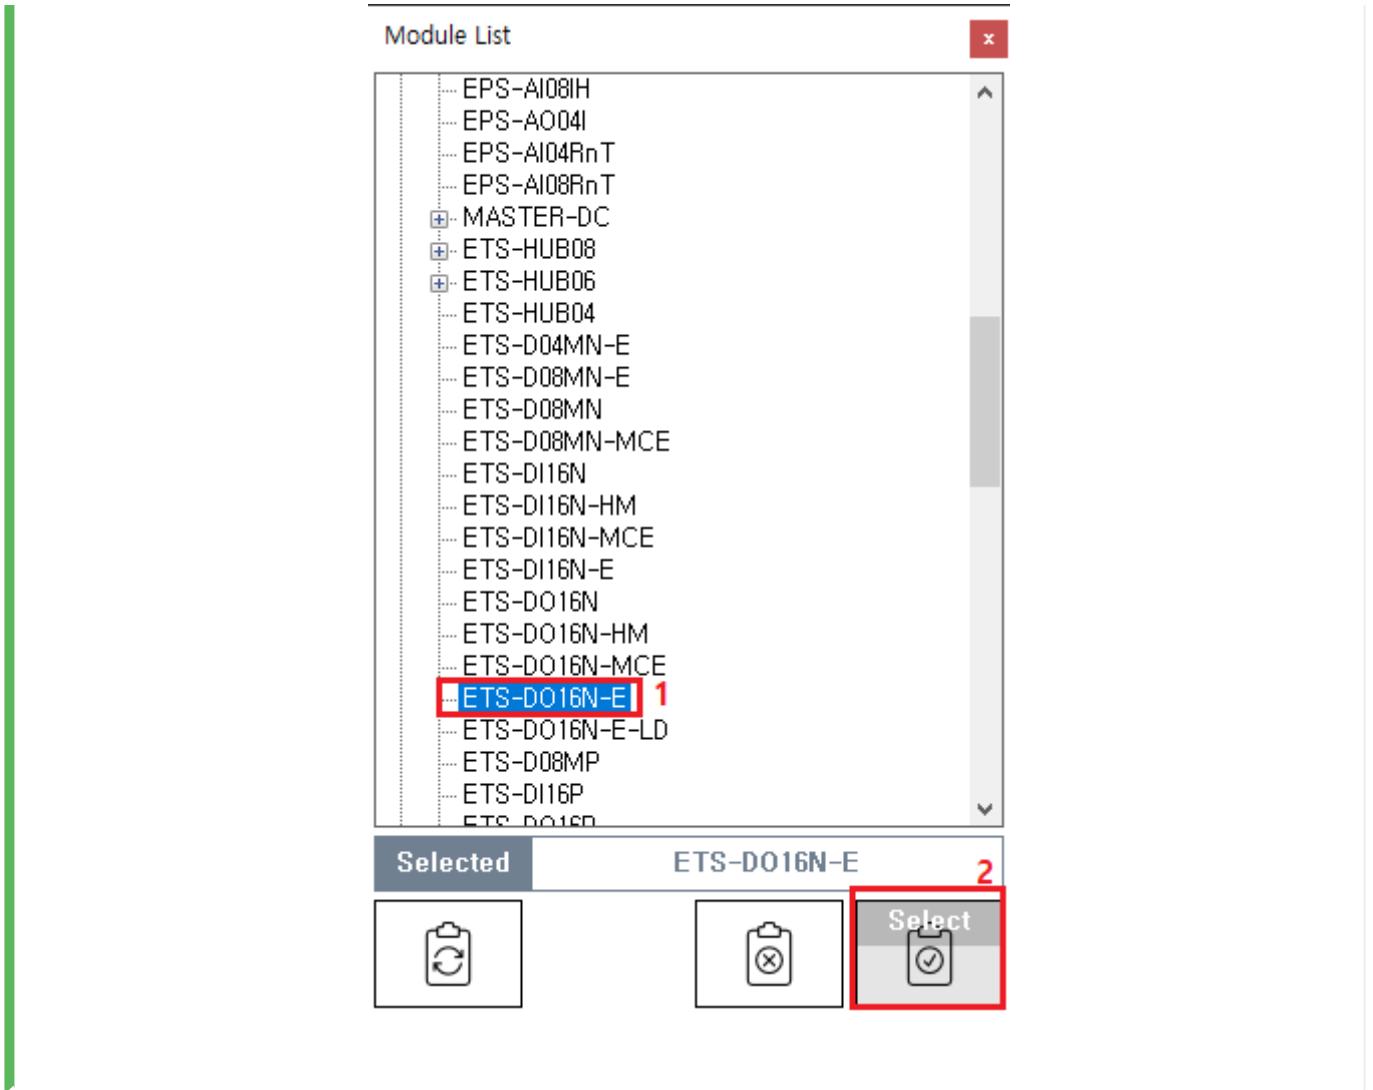 Module List
x
EPS-AI08IH
EPS-AO04I
EPS-AI04RnT
EPS-AI08RnT
MASTER-DC
ETS-HUB08
ETS-HUB06
ETS-HUB04
ETS-D04MN-E
ETS-D08MN-E
ETS-D08MN
ETS-D08MN-MCE
ETS-DI16N
ETS-DI16N-HM
ETS-DI16N-MCE
ETS-DI16N-E
ETS-DO16N
ETS-DO16N-HM
ETS-DO16N-MCE
ETS-DO16N-E 1
ETS-DO16N-E-LD
ETS-D08MP
ETS-DI16P
Selected ETS-DO16N-E 2
Select